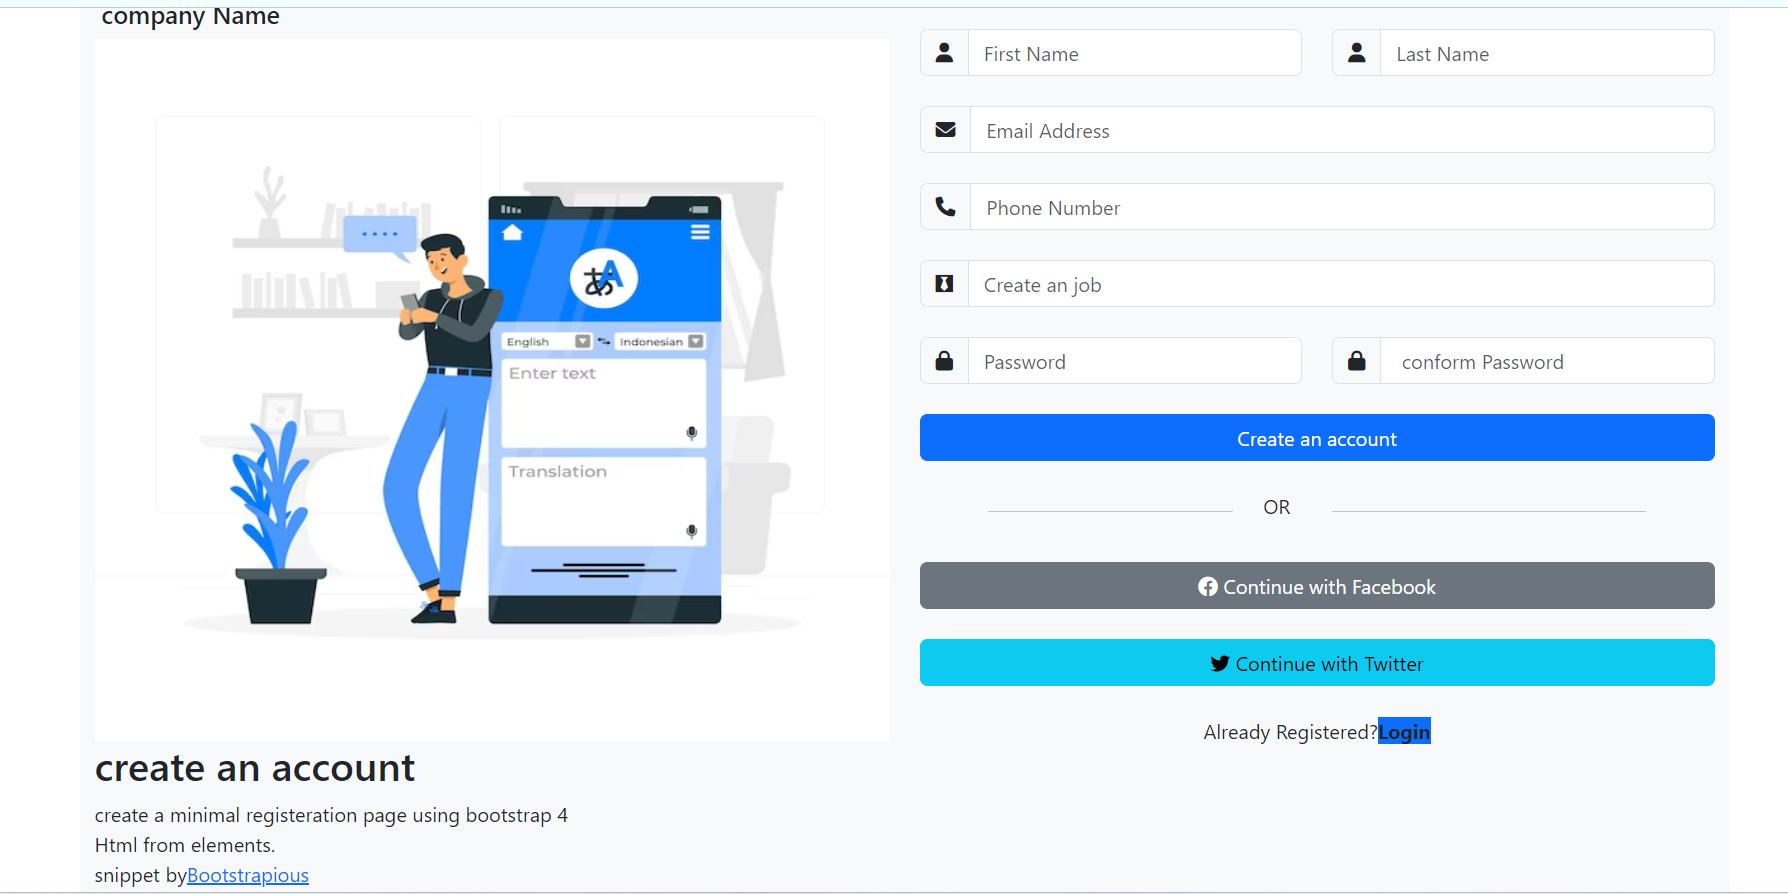 company Name
First Name
Last Name
Email Address
Phone Number
Create an job
Password
conform Password
Create an account
OR
Continue with Facebook
Continue with Twitter
Already Registered?Login
あA
English
Indonesian
Enter text
Translation
create an account
create a minimal registeration page using bootstrap 4
Html from elements.
snippet byBootstrapious